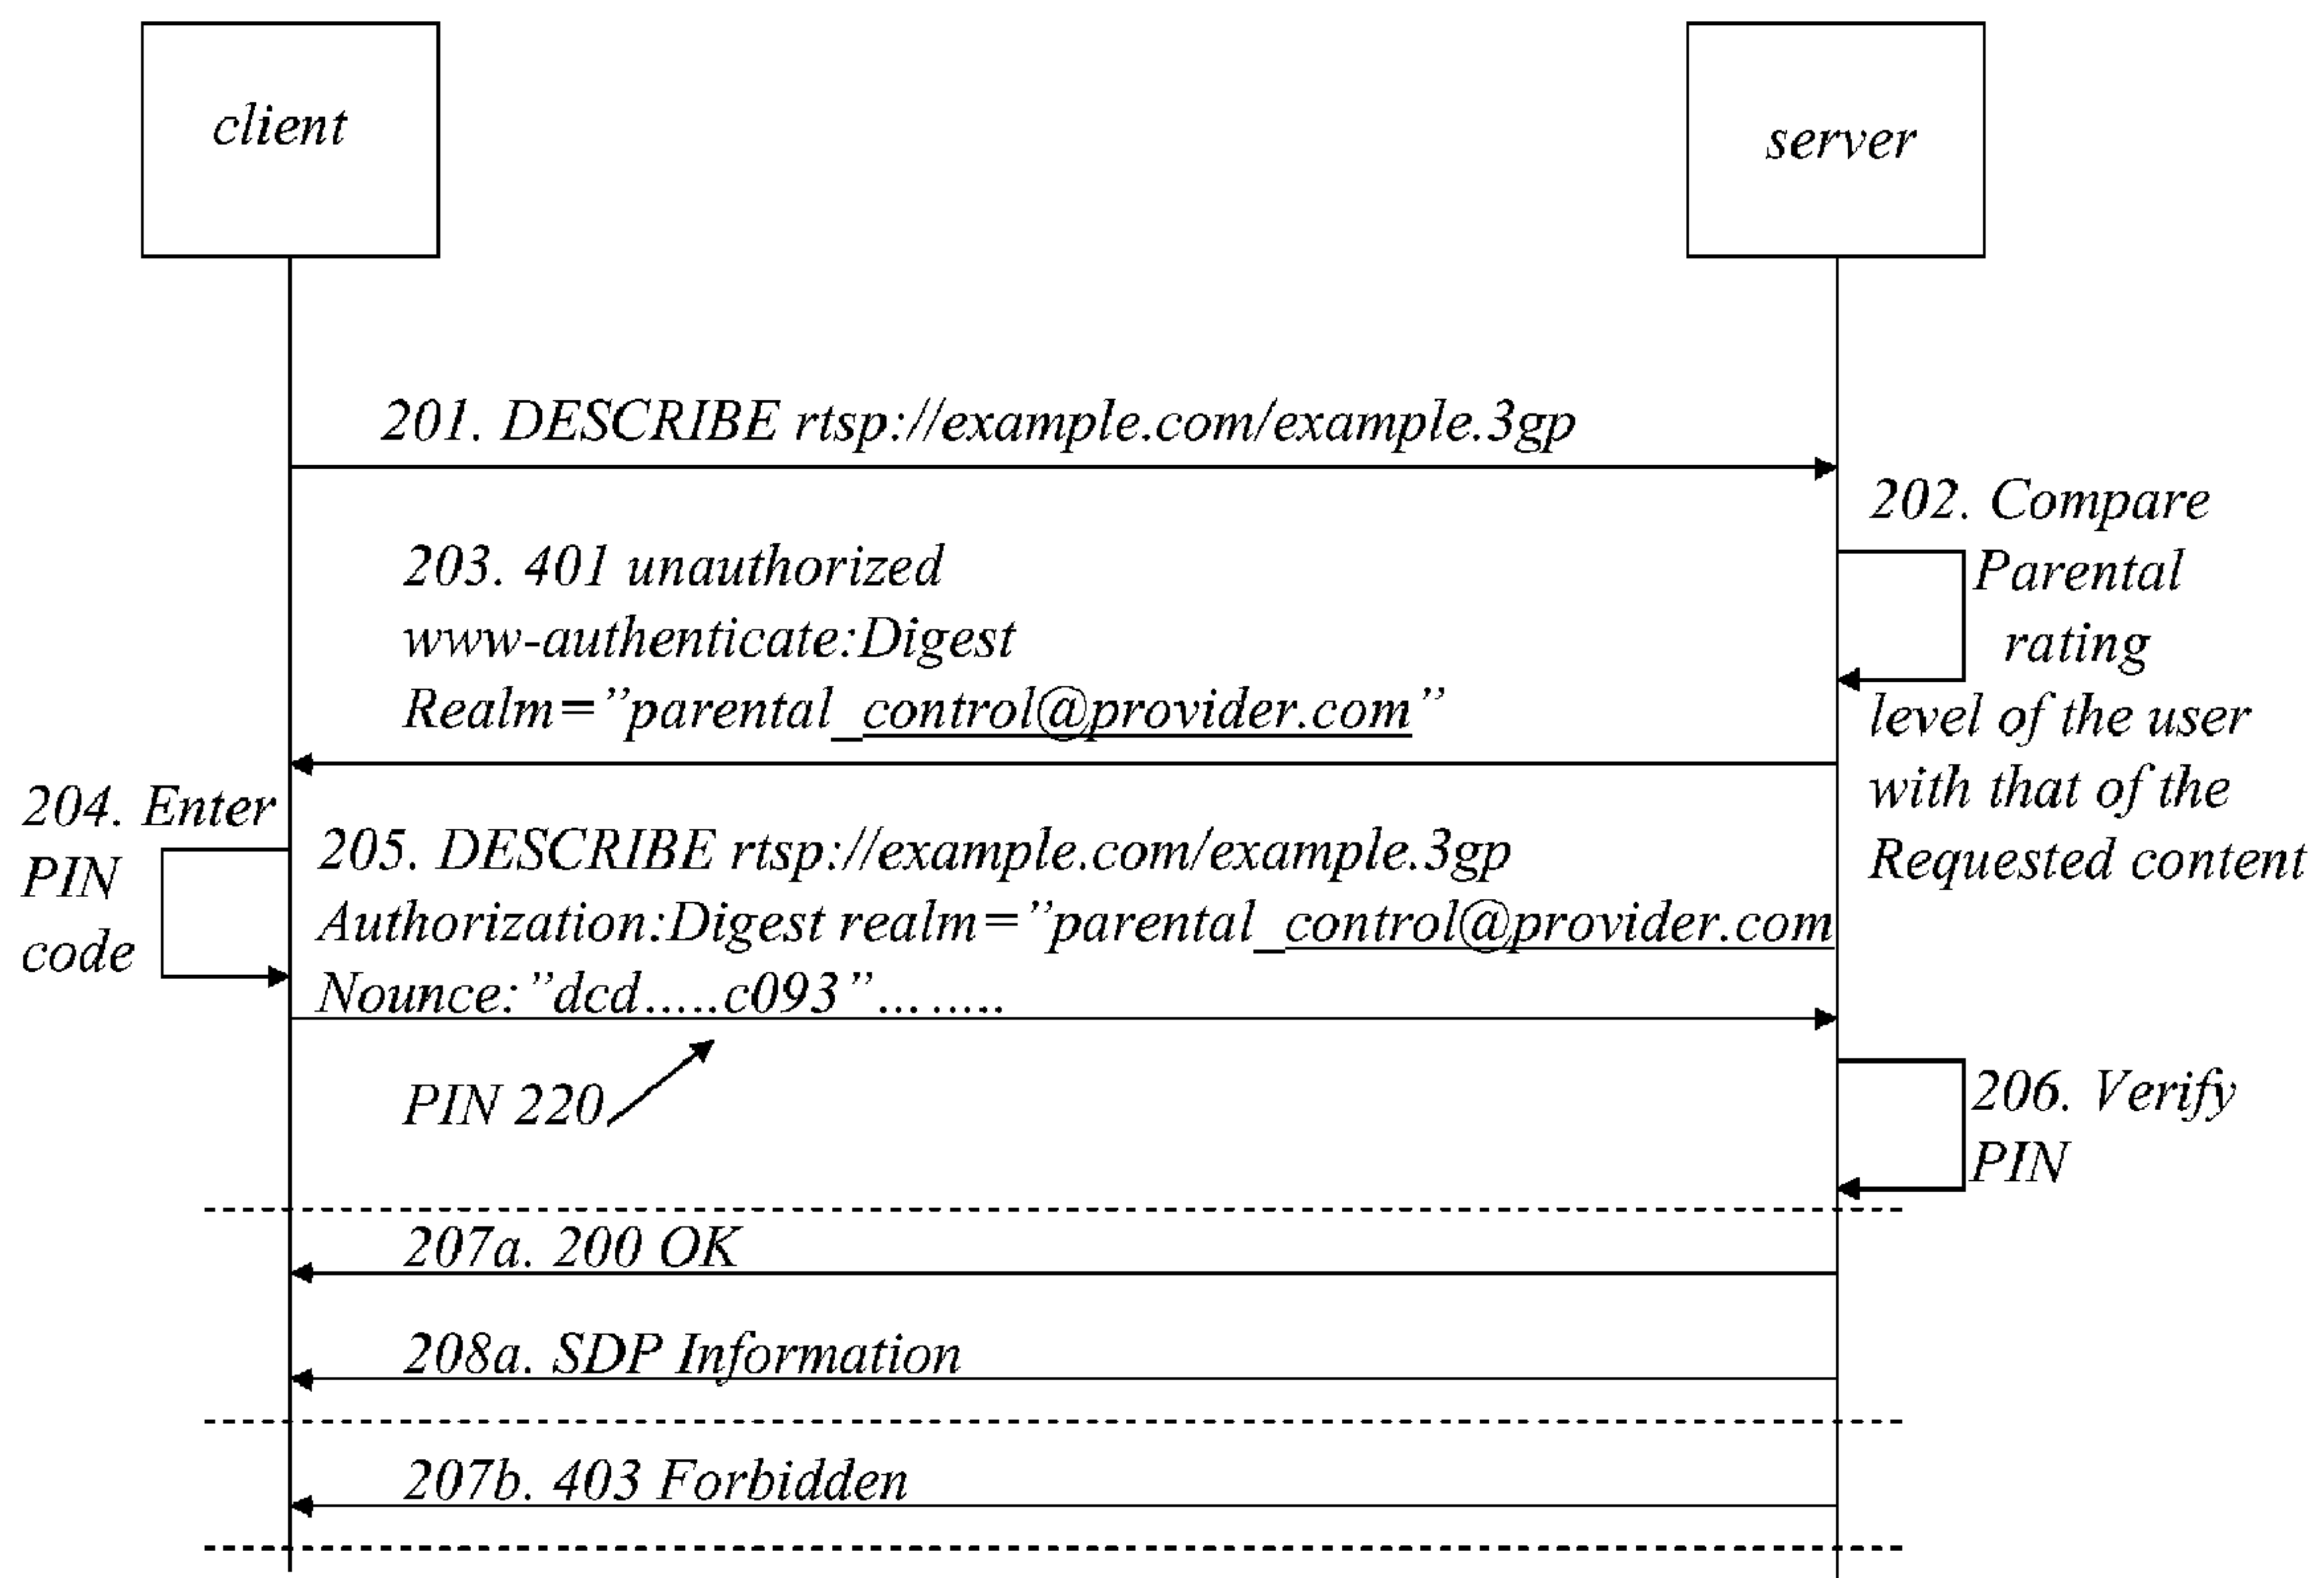 client
server
201. DESCRIBE rtsp://example.com/example.3gp
202. Compare
Parental
rating
level of the user
with that of the
Requested content
203. 401 unauthorized
www-authenticate:Digest
Realm=”parental_control@provider.com”
204. Enter
PIN
code
205. DESCRIBE rtsp://example.com/example.3gp
Authorization:Digest realm=”parental_control@provider.com
Nounce:”dcd.....c093”........
PIN 220
206. Verify
PIN
207a. 200 OK
208a. SDP Information
207b. 403 Forbidden